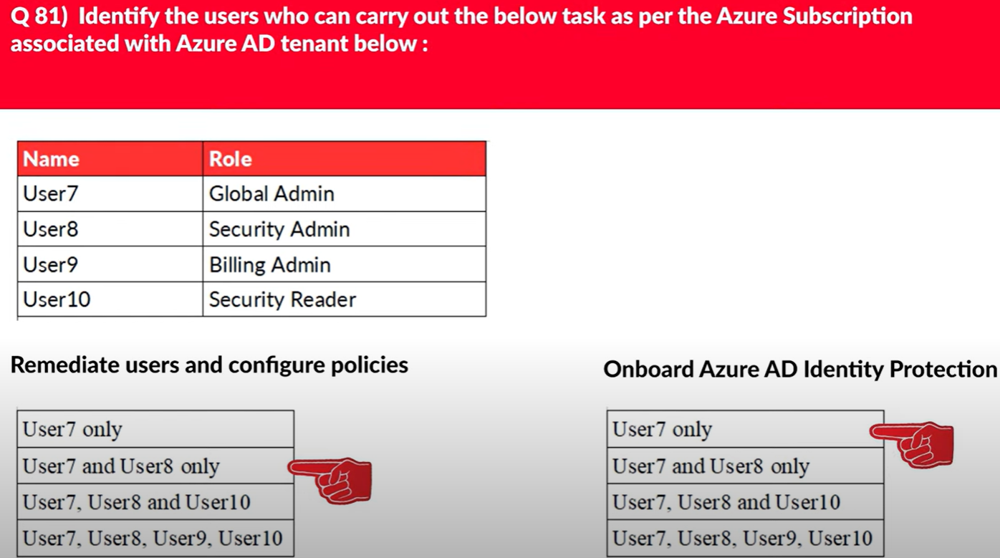 Q 81) Identify the users who can carry out the below task as per the Azure Subscription
associated with Azure AD tenant below :
Name Role
User7 Global Admin
User8 Security Admin
User9 Billing Admin
User10 Security Reader
Remediate users and configure policies
User7 only
User7 and User8 only
User7, User8 and User10
User7, User8, User9, User10
Onboard Azure AD Identity Protection
User7 only
User7 and User8 only
User7, User8 and User10
User7, User8, User9, User10